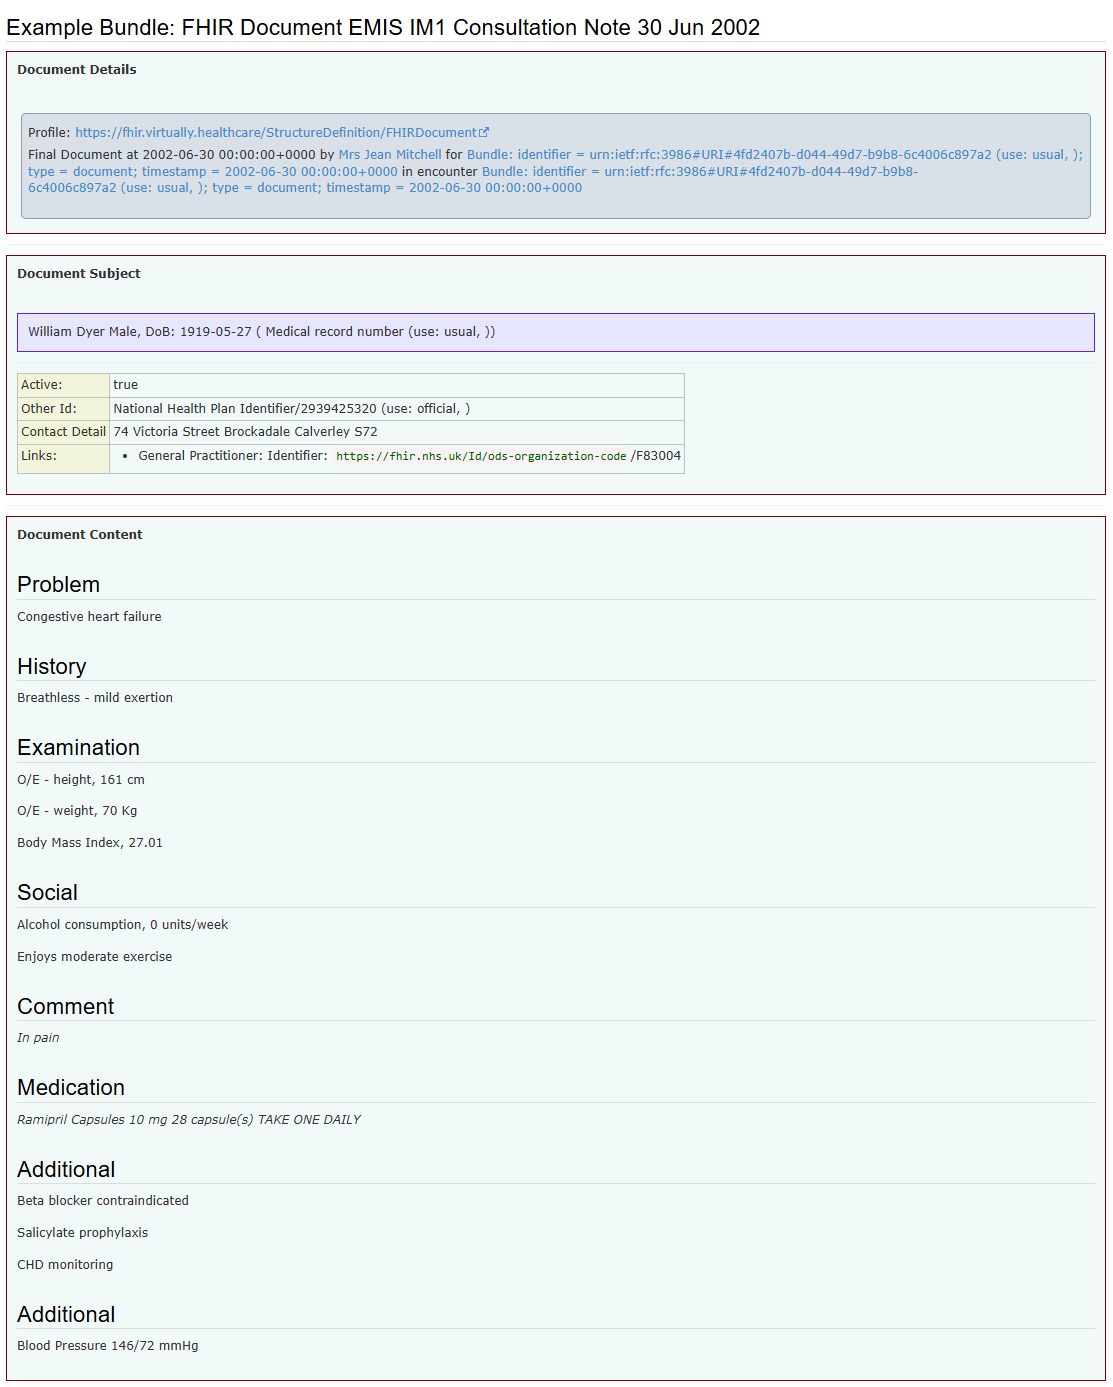 Example Bundle: FHIR Document EMIS IM1 Consultation Note 30 Jun 2002
Document Details
Profile: https://fhir.virtually.healthcare/StructureDefinition/FHIRDocument
Final Document at 2002-06-30 00:00:00+0000 by Mrs Jean Mitchell for Bundle: identifier = urn:ietf:rfc:3986#URI#4fd2407b-d044-49d7-b9b8-6c4006c897a2 (use: usual, );
type = document; timestamp = 2002-06-30 00:00:00+0000 in encounter Bundle: identifier = urn:ietf:rfc:3986#URI#4fd2407b-d044-49d7-b9b8-
6c4006c897a2 (use: usual, ); type = document; timestamp = 2002-06-30 00:00:00+0000
Document Subject
William Dyer Male, DoB: 1919-05-27 ( Medical record number (use: usual, ))
Active: true
Other Id: National Health Plan Identifier/2939425320 (use: official, )
Contact Detail 74 Victoria Street Brockadale Calverley S72
Links: • General Practitioner: Identifier: https://fhir.nhs.uk/Id/ods-organization-code /F83004
Document Content
Problem
Congestive heart failure
History
Breathless - mild exertion
Examination
O/E - height, 161 cm
O/E - weight, 70 Kg
Body Mass Index, 27.01
Social
Alcohol consumption, 0 units/week
Enjoys moderate exercise
Comment
In pain
Medication
Ramipril Capsules 10 mg 28 capsule(s) TAKE ONE DAILY
Additional
Beta blocker contraindicated
Salicylate prophylaxis
CHD monitoring
Additional
Blood Pressure 146/72 mmHg